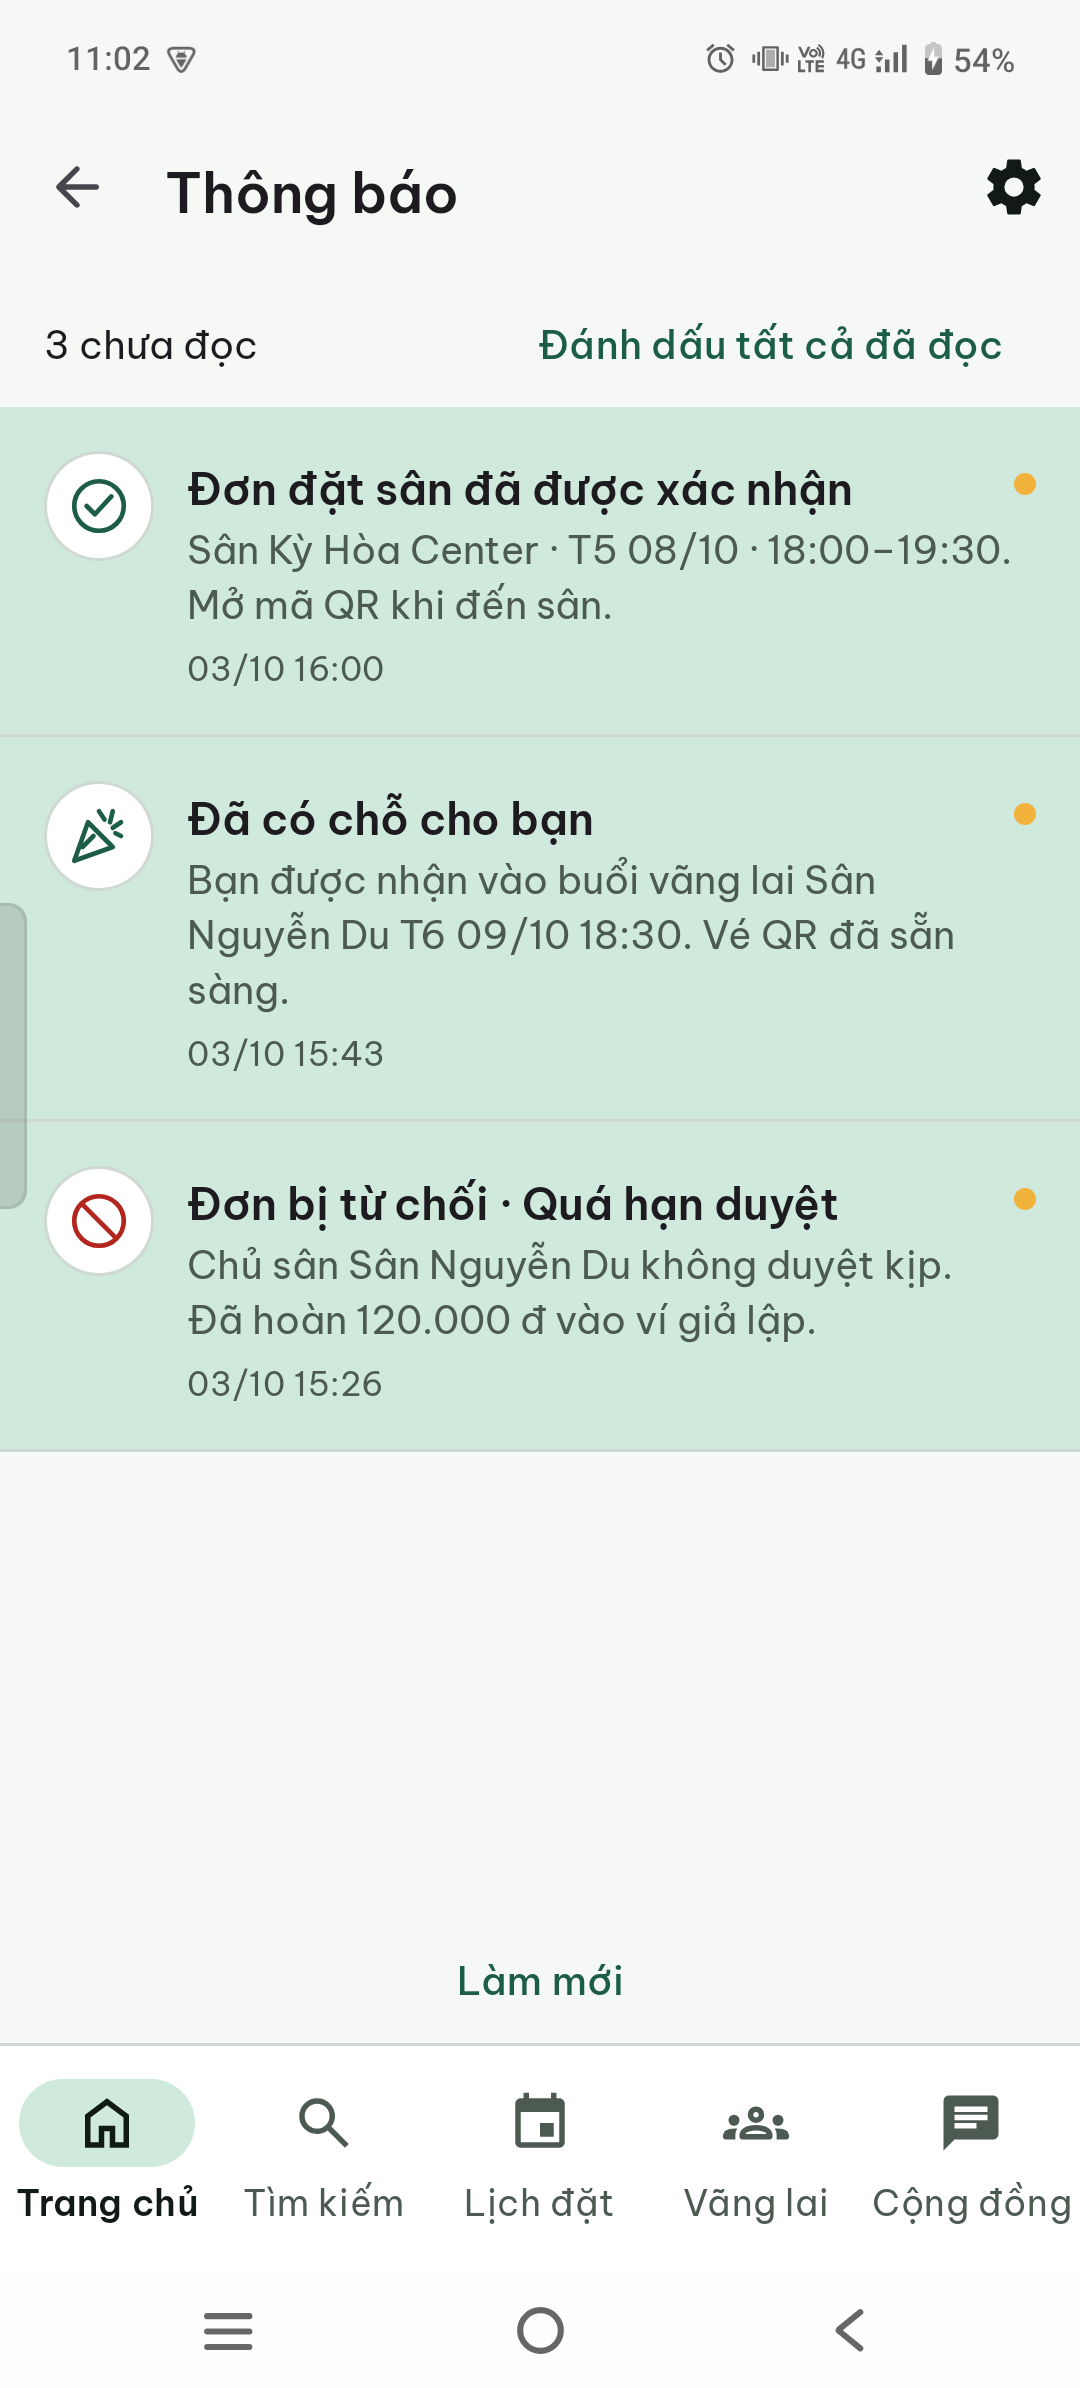 11:02
4G
54%
Thông báo
3 chưa đọc
Đánh dấu tất cả đã đọc
Đơn đặt sân đã được xác nhận
Sân Kỳ Hòa Center · T5 08/10 · 18:00–19:30.
Mở mã QR khi đến sân.
03/10 16:00
Đã có chỗ cho bạn
Bạn được nhận vào buổi vãng lai Sân
Nguyễn Du T6 09/10 18:30. Vé QR đã sẵn
sàng.
03/10 15:43
Đơn bị từ chối · Quá hạn duyệt
Chủ sân Sân Nguyễn Du không duyệt kịp.
Đã hoàn 120.000 đ vào ví giả lập.
03/10 15:26
Làm mới
Trang chủ
Tìm kiếm
Lịch đặt
Vãng lai
Cộng đồng